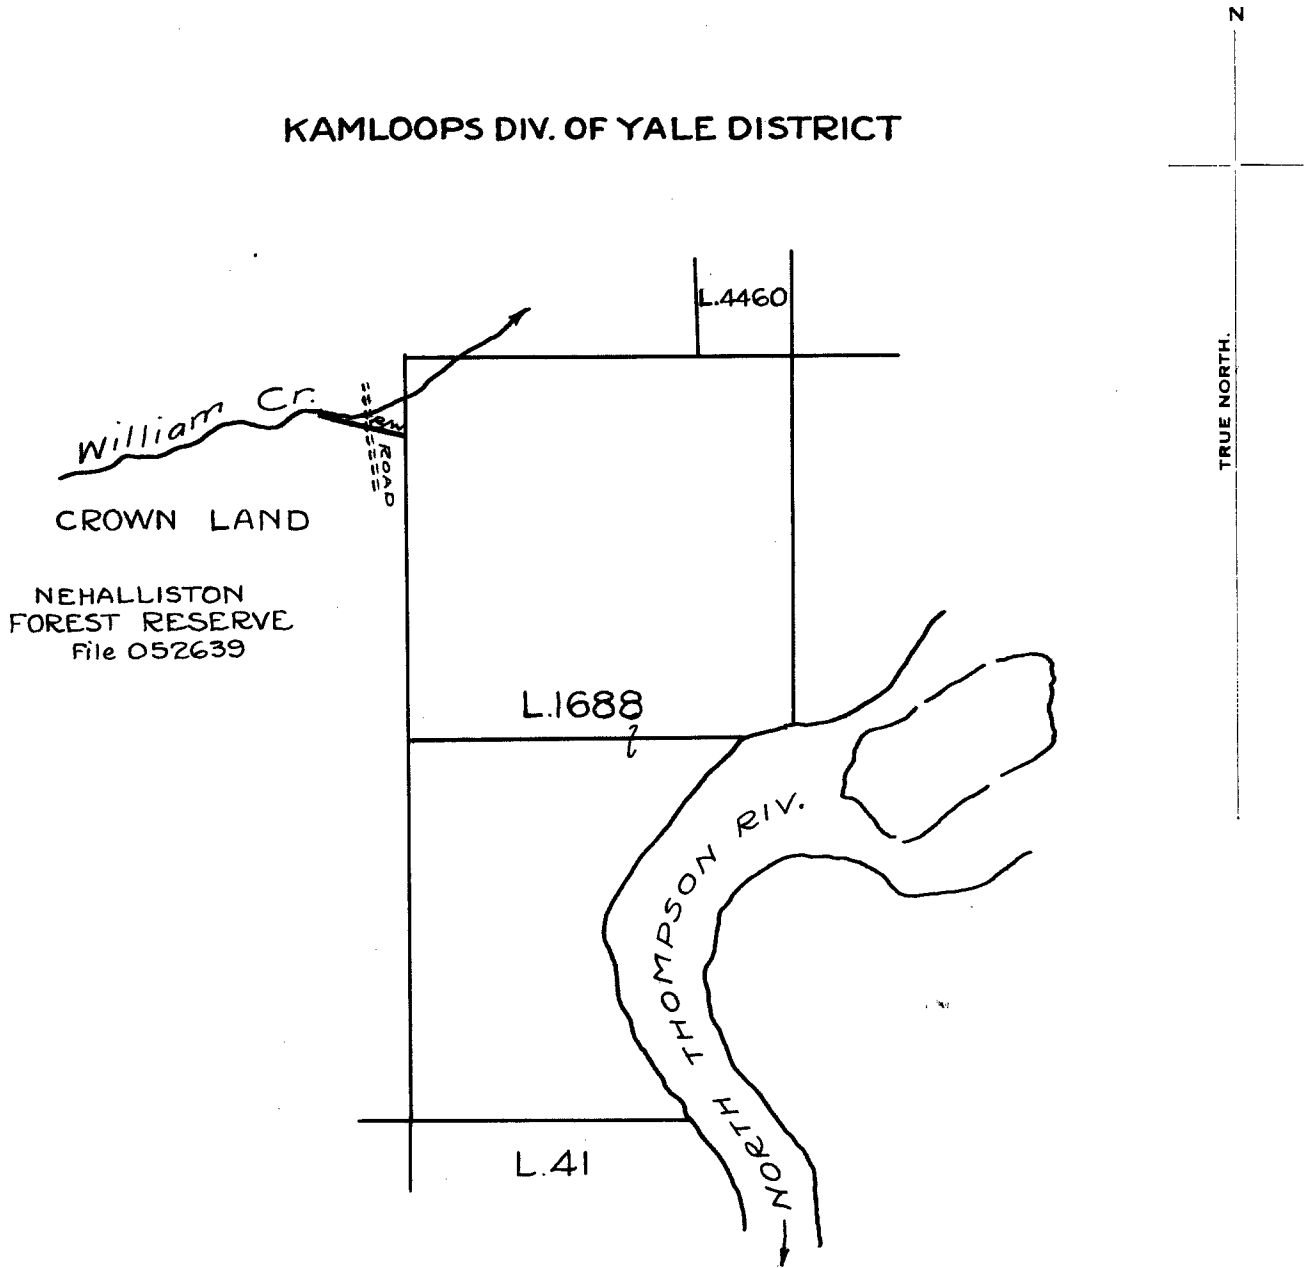 N
KAMLOOPS DIV. OF YALE DISTRICT
L.4460
William Cr.
ROAD
TRUE NORTH.
CROWN LAND
NEHALLISTON
FOREST RESERVE
File 052639
L.1688
NORTH THOMPSON RIV.
L.41